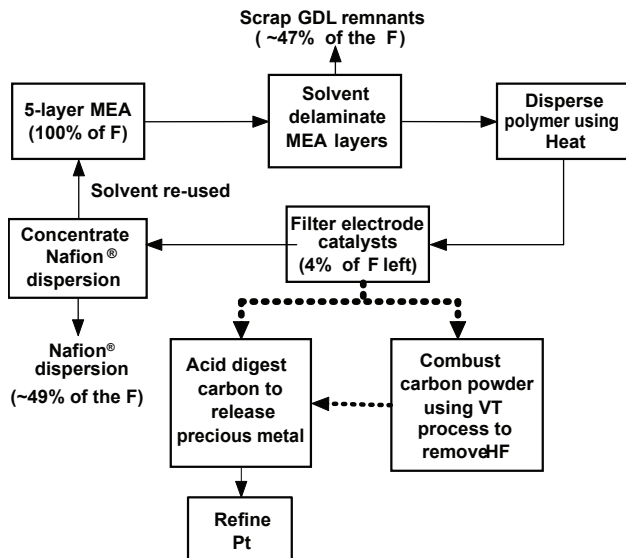 Scrap GDL remnants
( ~47% of the F)
5-layer MEA
(100% of F)
Solvent
delaminate
MEA layers
Disperse
polymer using
Heat
Solvent re-used
Concentrate
Nafion®
dispersion
Filter electrode
catalysts
(4% of F left)
Nafion®
dispersion
(~49% of the F)
Acid digest
carbon to
release
precious metal
Combust
carbon powder
using VT
process to
removeHF
Refine
Pt